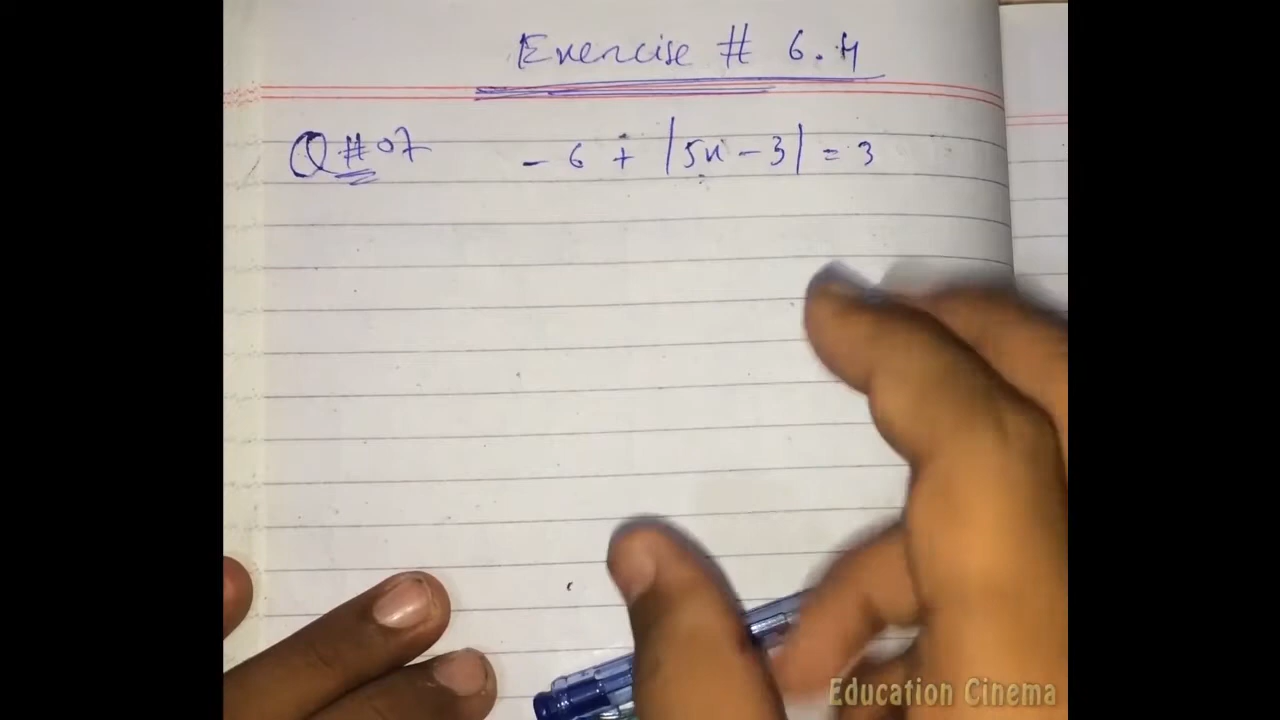 Exercise # 6.4
Q#07 - 6 + |5x - 3| = 3
Education Cinema